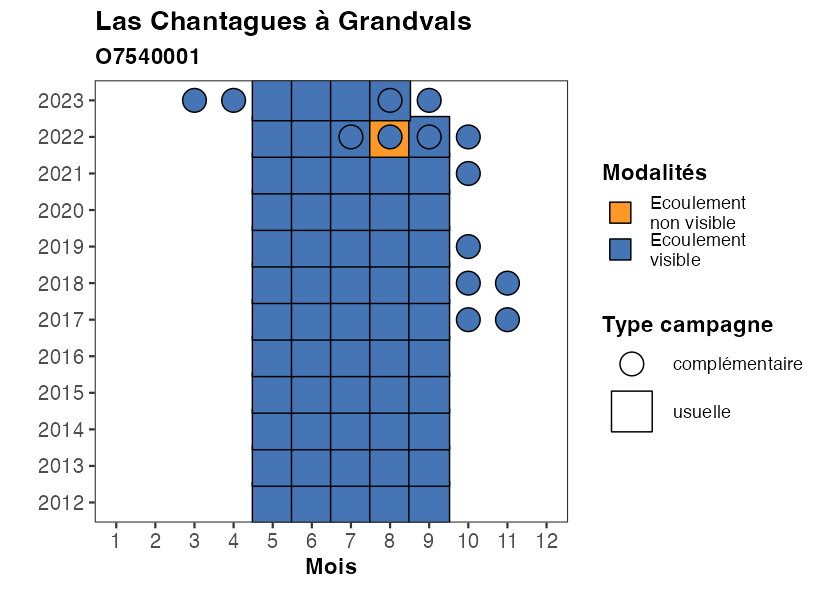 Las Chantagues à Grandvals
O7540001
2023
2022
2021
2020
2019
2018
2017
2016
2015
2014
2013
2012
1 2 3 4 5 6 7 8 9 10 11 12
Mois
Modalités
Ecoulement
non visible
Ecoulement
visible
Type campagne
complémentaire
usuelle